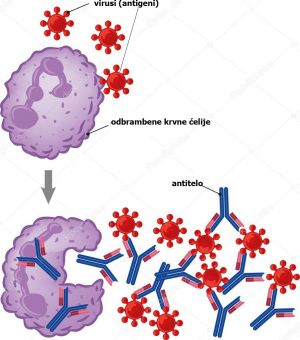 virusi (antigeni)
odbrambene krvne ćelije
antitelo